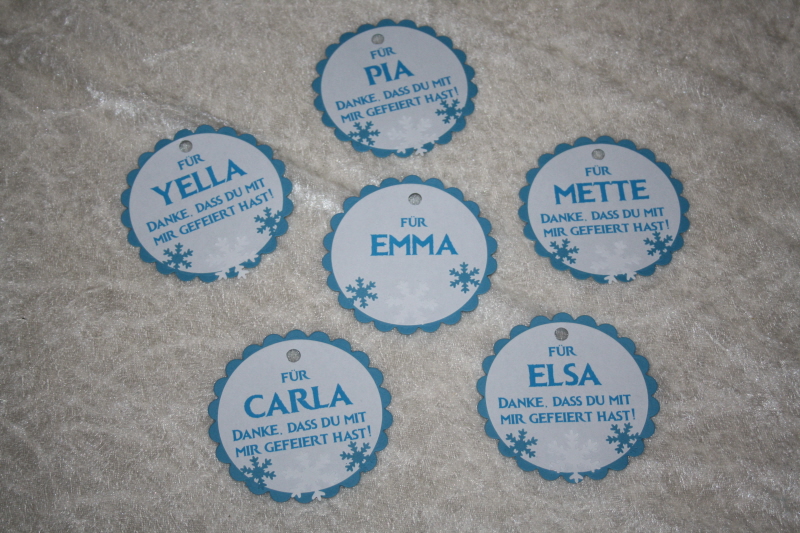 FÜR
PIA
DANKE, DASS DU MIT
MIR GEFEIERT HAST!
FÜR
YELLA
DANKE, DASS DU MIT
MIR GEFEIERT HAST!
FÜR
METTE
DANKE, DASS DU MIT
MIR GEFEIERT HAST!
FÜR
EMMA
FÜR
CARLA
DANKE, DASS DU MIT
MIR GEFEIERT HAST!
FÜR
ELSA
DANKE, DASS DU MIT
MIR GEFEIERT HAST!